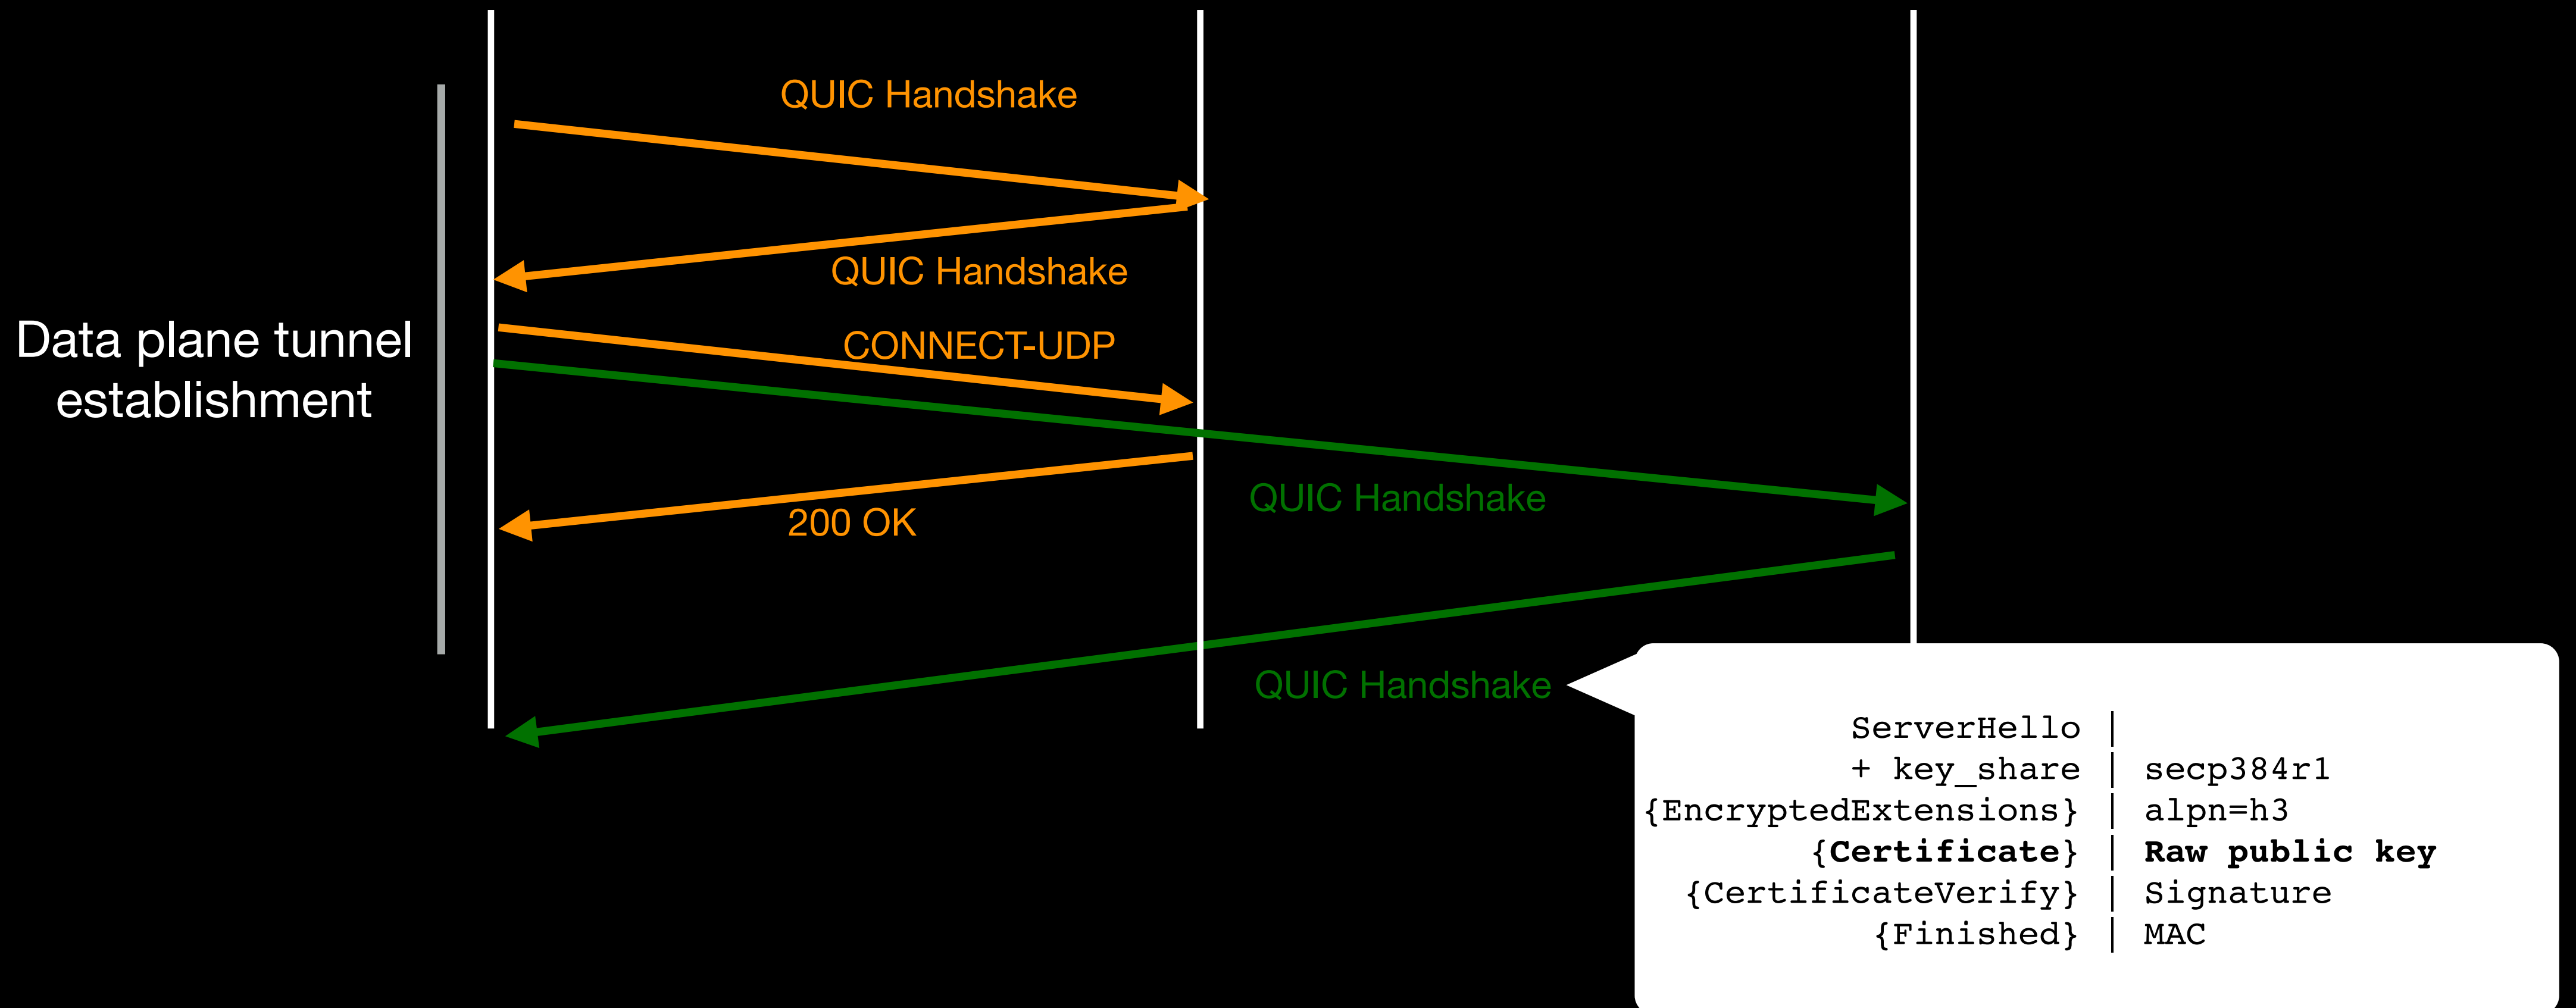 QUIC Handshake
QUIC Handshake
Data plane tunnel
establishment
CONNECT-UDP
QUIC Handshake
200 OK
QUIC Handshake
ServerHello |
+ key_share | secp384r1
{EncryptedExtensions} | alpn=h3
{Certificate} | Raw public key
{CertificateVerify} | Signature
{Finished} | MAC